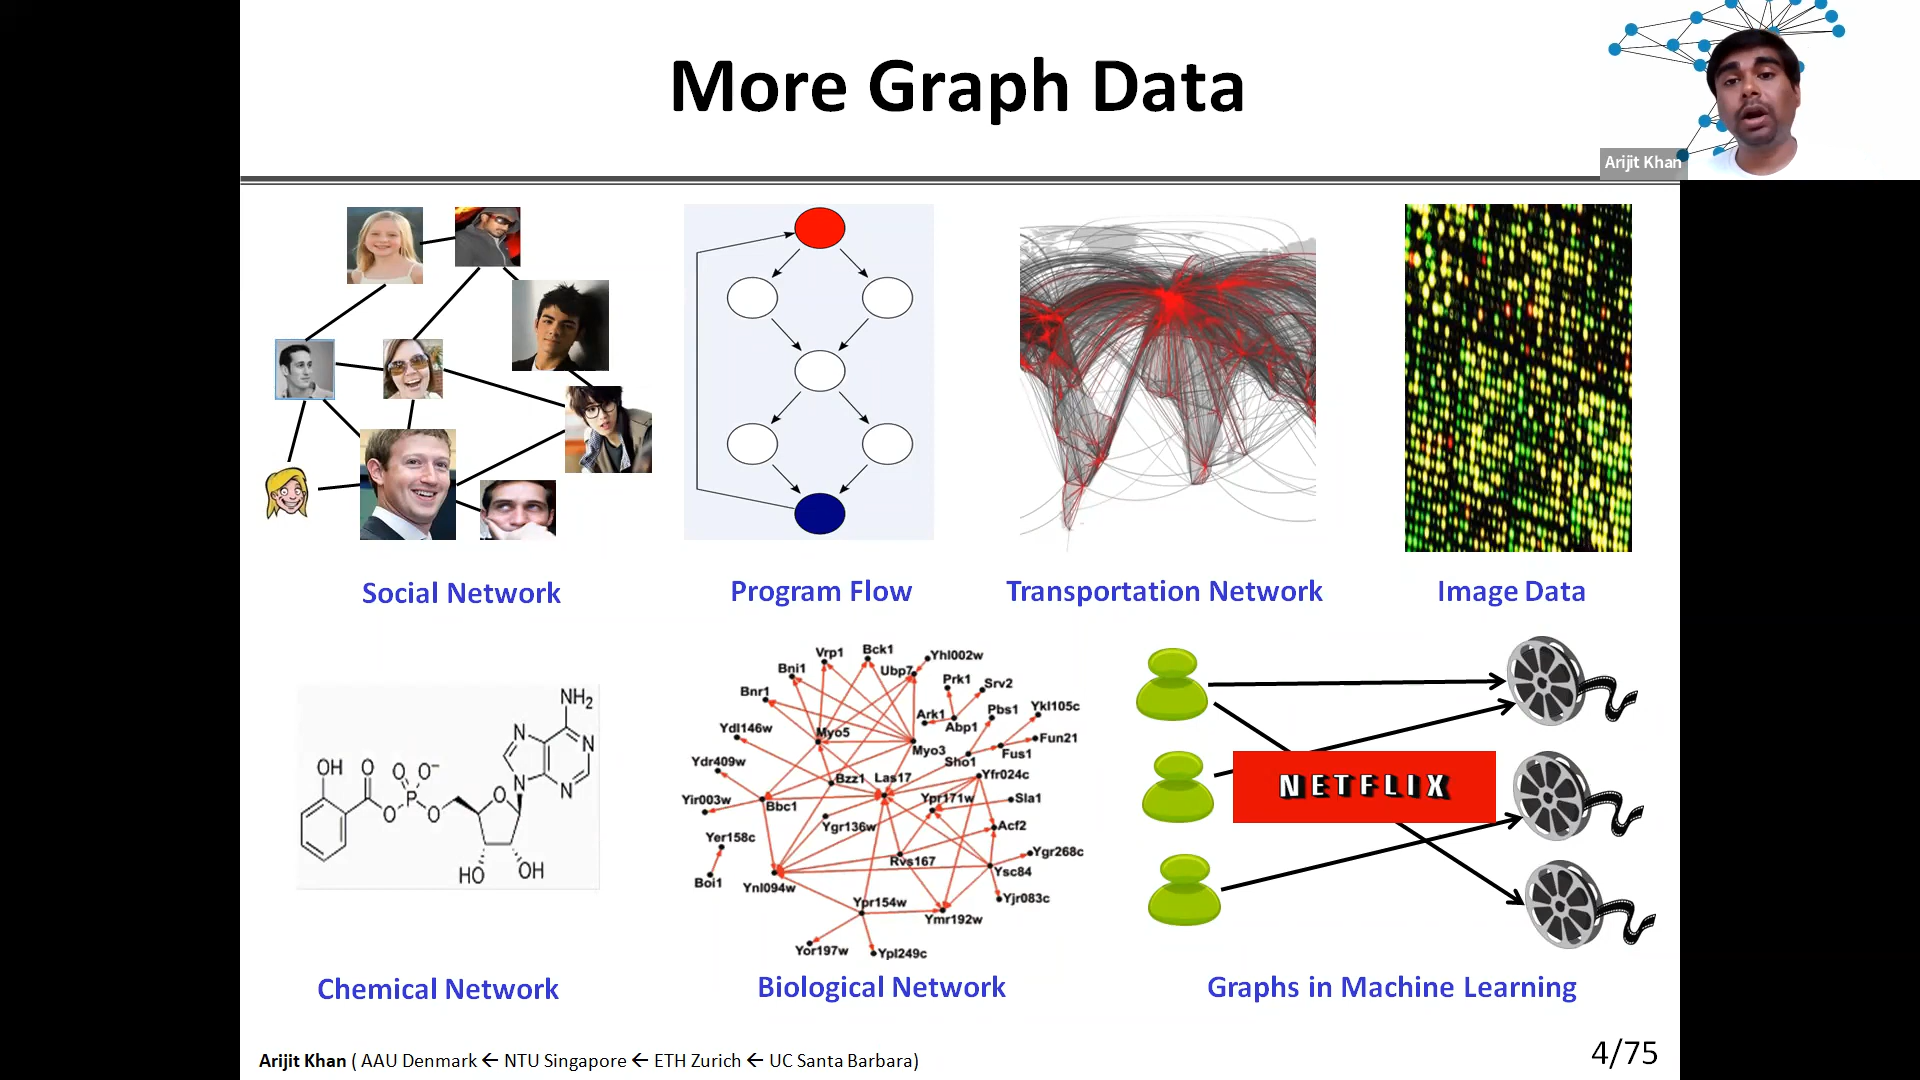 More Graph Data
Arijit Khan
Social Network
Program Flow
Transportation Network
Image Data
NH₂
N
N
N
N
OH
O
O
O⁻
P
O
O
O
HO
OH
Vrp1
Bck1
Bni1
Ubp7
Yhl002w
Bnr1
Prk1
Srv2
Ark1
Pbs1
Ykl105c
Ydl146w
Myo5
Abp1
Myo3
Fus1
Fun21
Ydr409w
Sho1
Bzz1
Las17
Yfr024c
Yir003w
Bbc1
Ypr171w
Sla1
Ygr136w
Acf2
Yer158c
Rvs167
Ygr268c
Ysc84
Boi1
Ynl094w
Ypr154w
Yjr083c
Ymr192w
Yor197w
Ypl249c
NETFLIX
Chemical Network
Biological Network
Graphs in Machine Learning
Arijit Khan ( AAU Denmark ← NTU Singapore ← ETH Zurich ← UC Santa Barbara)
4/75